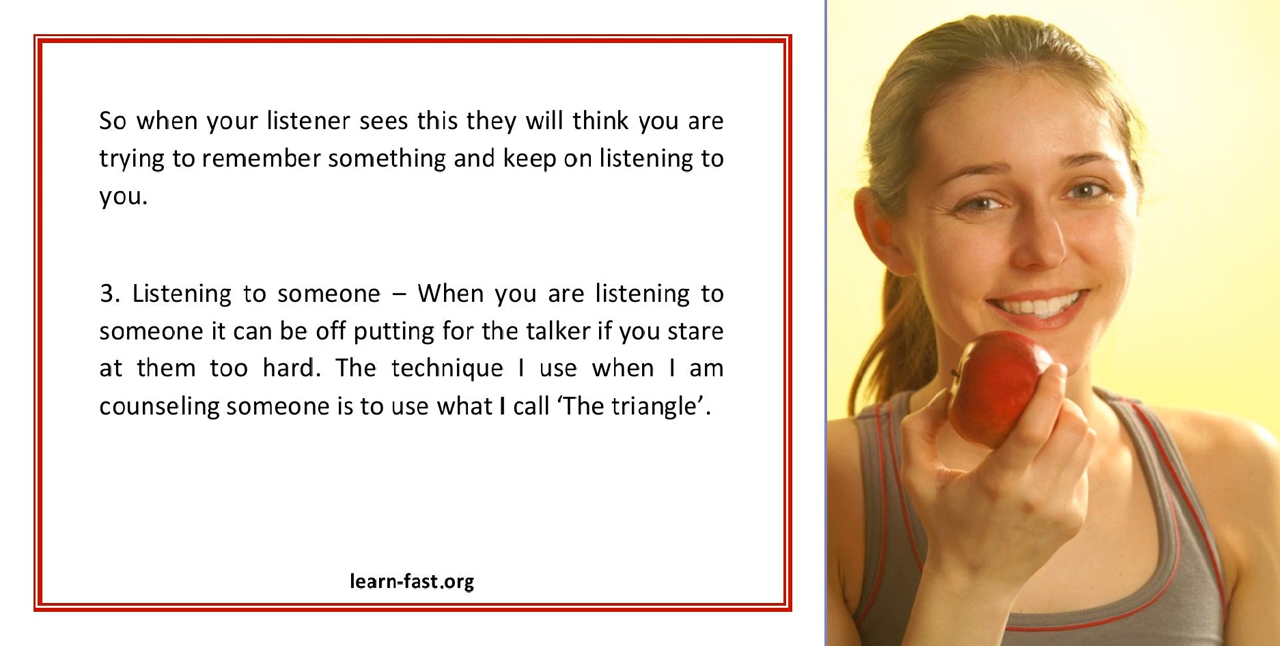 So when your listener sees this they will think you are
trying to remember something and keep on listening to
you.
3. Listening to someone – When you are listening to
someone it can be off putting for the talker if you stare
at them too hard. The technique I use when I am
counseling someone is to use what I call ‘The triangle’.
learn-fast.org